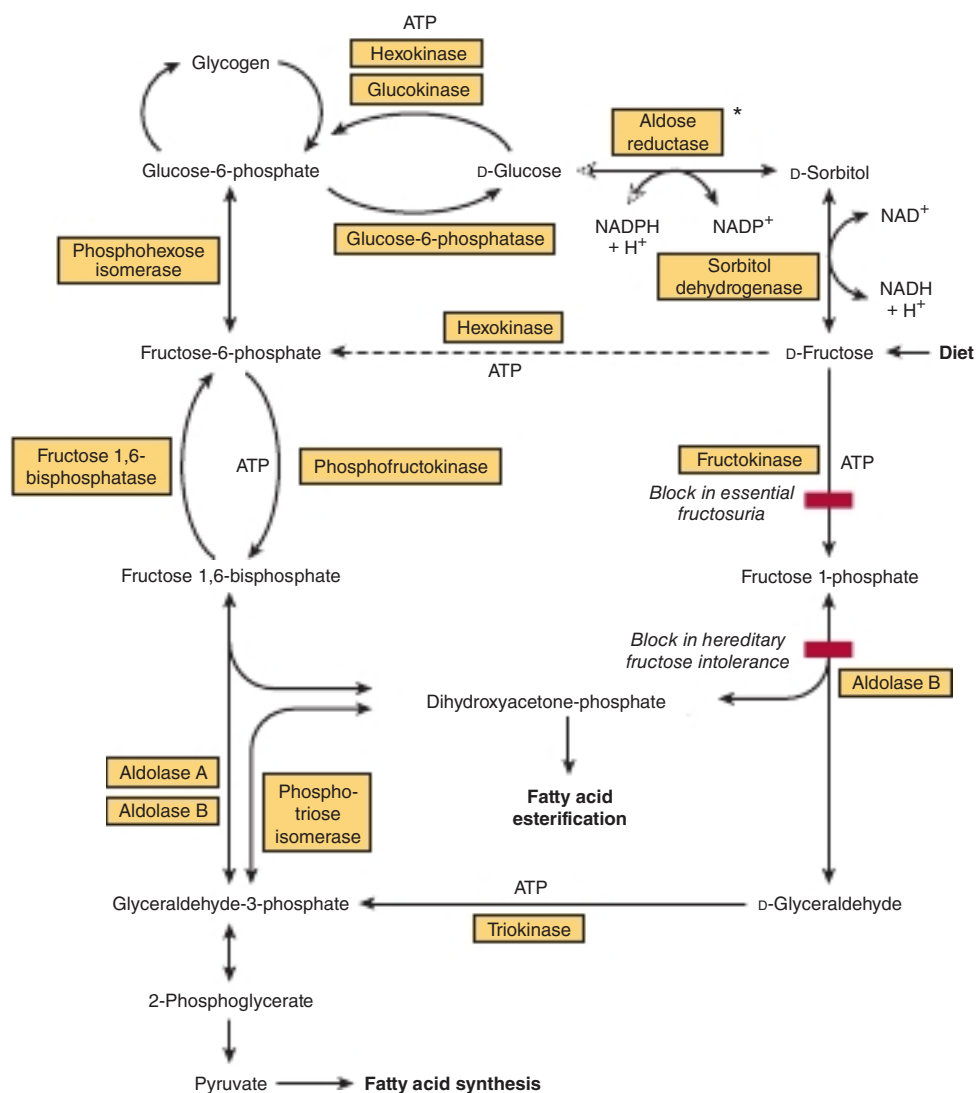 ATP
Hexokinase
Glycogen
Glucokinase
Aldose
reductase
*
Glucose-6-phosphate
D-Glucose
D-Sorbitol
NADPH
+ H+
NADP+
NAD+
Glucose-6-phosphatase
Phosphohexose
isomerase
Sorbitol
dehydrogenase
NADH
+ H+
Hexokinase
Fructose-6-phosphate
ATP
D-Fructose
Diet
Fructose 1,6-
bisphosphatase
ATP
Phosphofructokinase
Fructokinase
ATP
Block in essential
fructosuria
Fructose 1,6-bisphosphate
Fructose 1-phosphate
Block in hereditary
fructose intolerance
Aldolase B
Dihydroxyacetone-phosphate
Aldolase A
Aldolase B
Phospho-
triose
isomerase
Fatty acid
esterification
Glyceraldehyde-3-phosphate
ATP
Triokinase
D-Glyceraldehyde
2-Phosphoglycerate
Pyruvate
Fatty acid synthesis